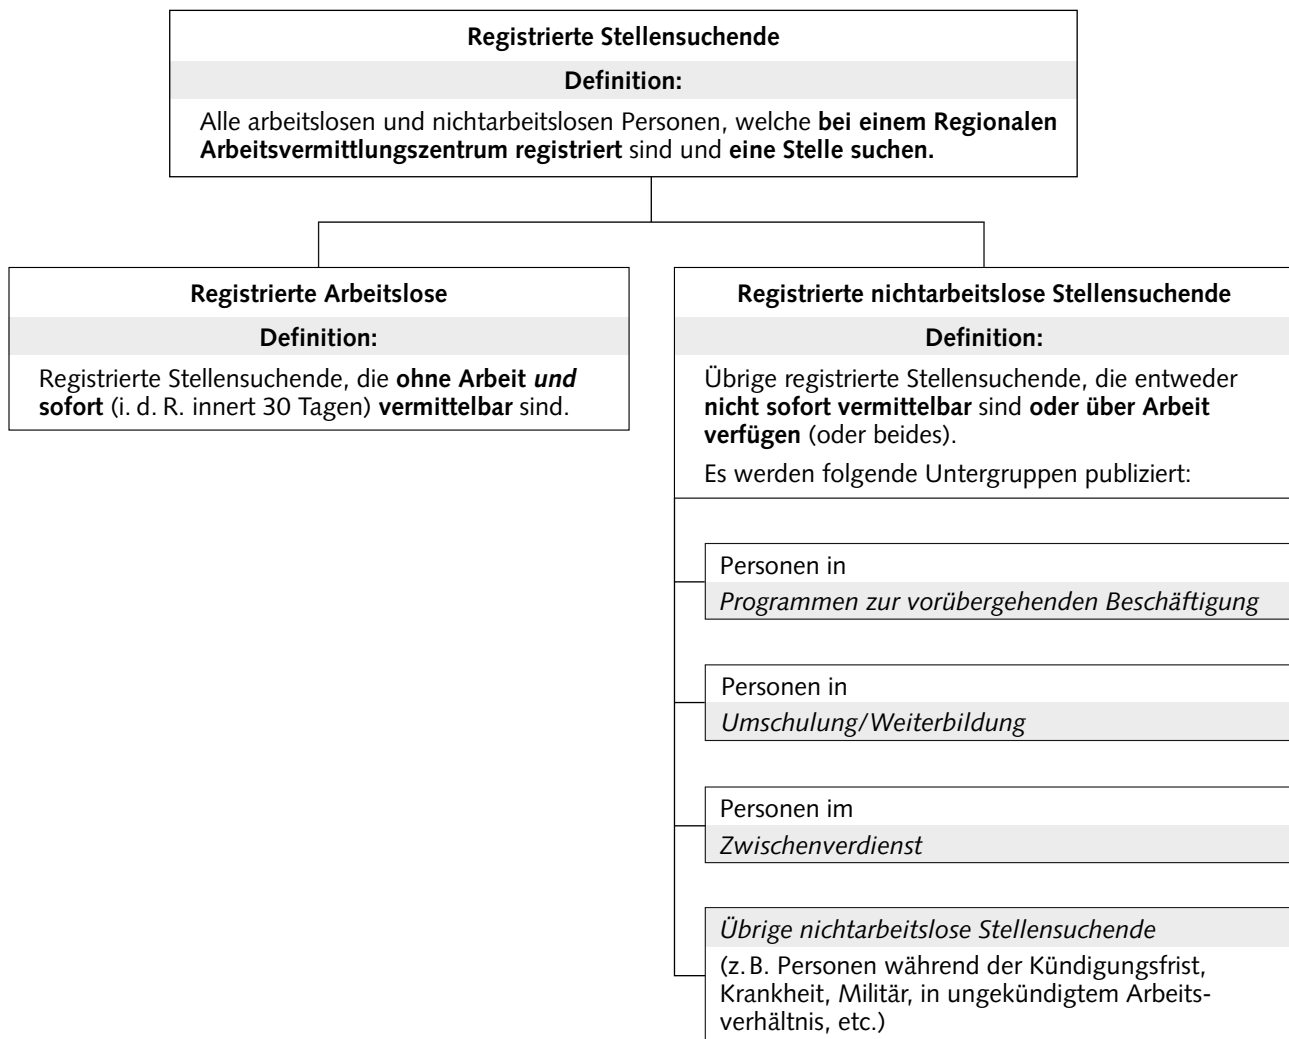 Registrierte Stellensuchende
Definition:
Alle arbeitslosen und nichtarbeitslosen Personen, welche bei einem Regionalen
Arbeitsvermittlungszentrum registriert sind und eine Stelle suchen.
Registrierte Arbeitslose
Definition:
Registrierte Stellensuchende, die ohne Arbeit und
sofort (i. d. R. innert 30 Tagen) vermittelbar sind.
Registrierte nichtarbeitslose Stellensuchende
Definition:
Übrige registrierte Stellensuchende, die entweder
nicht sofort vermittelbar sind oder über Arbeit
verfügen (oder beides).
Es werden folgende Untergruppen publiziert:
Personen in
Programmen zur vorübergehenden Beschäftigung
Personen in
Umschulung/Weiterbildung
Personen im
Zwischenverdienst
Übrige nichtarbeitslose Stellensuchende
(z. B. Personen während der Kündigungsfrist,
Krankheit, Militär, in ungekündigtem Arbeits-
verhältnis, etc.)